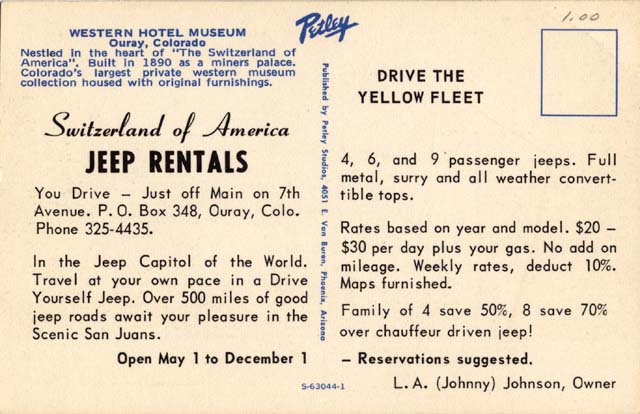 WESTERN HOTEL MUSEUM
Ouray, Colorado
Nestled in the heart of "The Switzerland of
America". Built in 1890 as a miners palace.
Colorado's largest private western museum
collection housed with original furnishings.
Switzerland of America
JEEP RENTALS
You Drive – Just off Main on 7th
Avenue. P. O. Box 348, Ouray, Colo.
Phone 325-4435.
In the Jeep Capitol of the World.
Travel at your own pace in a Drive
Yourself Jeep. Over 500 miles of good
jeep roads await your pleasure in the
Scenic San Juans.
Open May 1 to December 1
Petley
Published by Petley Studios, 4051 E. Van Buren, Phoenix, Arizona
S-63044-1
1.00
DRIVE THE
YELLOW FLEET
4, 6, and 9 passenger jeeps. Full
metal, surry and all weather convert-
tible tops.
Rates based on year and model. $20 –
$30 per day plus your gas. No add on
mileage. Weekly rates, deduct 10%.
Maps furnished.
Family of 4 save 50%, 8 save 70%
over chauffeur driven jeep!
– Reservations suggested.
L. A. (Johnny) Johnson, Owner